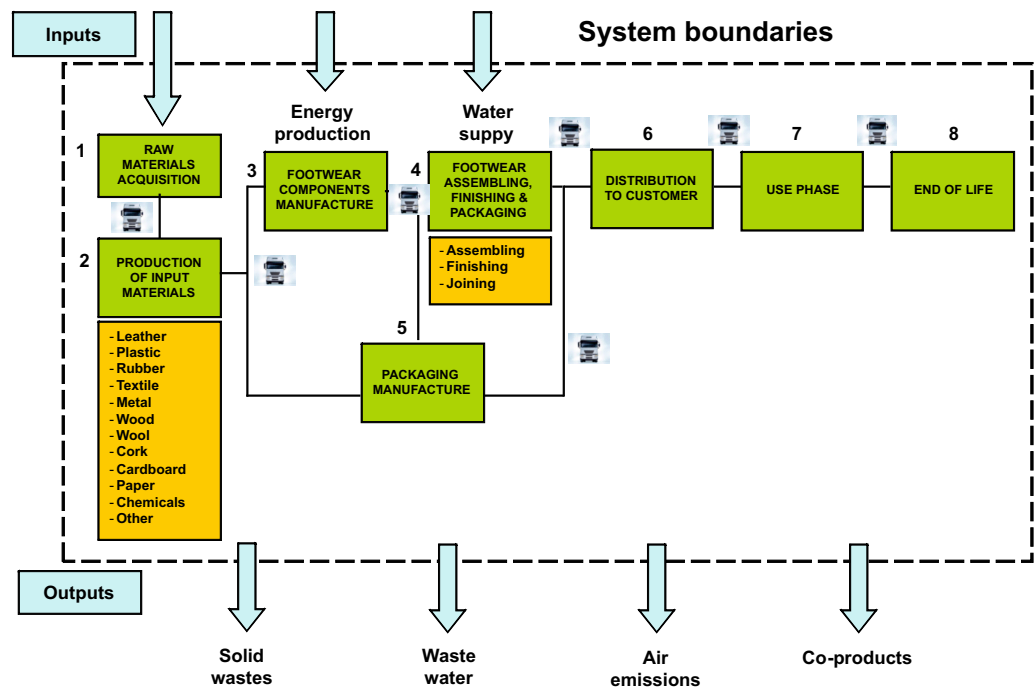 Inputs
System boundaries
Energy
production
Water
suppy
1
RAW
MATERIALS
ACQUISITION
2
PRODUCTION
OF INPUT
MATERIALS
- Leather
- Plastic
- Rubber
- Textile
- Metal
- Wood
- Wool
- Cork
- Cardboard
- Paper
- Chemicals
- Other
3
FOOTWEAR
COMPONENTS
MANUFACTURE
4
FOOTWEAR
ASSEMBLING,
FINISHING &
PACKAGING
- Assembling
- Finishing
- Joining
5
PACKAGING
MANUFACTURE
6
DISTRIBUTION
TO CUSTOMER
7
USE PHASE
8
END OF LIFE
Outputs
Solid
wastes
Waste
water
Air
emissions
Co-products